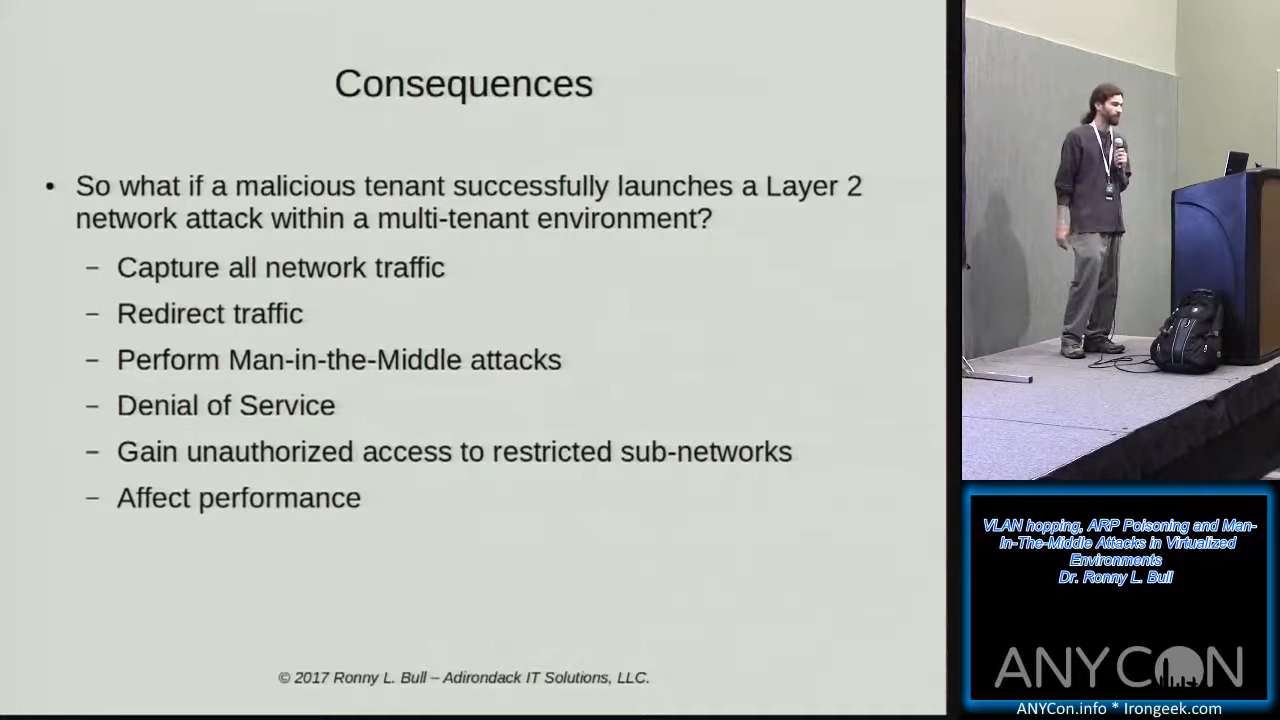 Consequences
• So what if a malicious tenant successfully launches a Layer 2
network attack within a multi-tenant environment?
– Capture all network traffic
– Redirect traffic
– Perform Man-in-the-Middle attacks
– Denial of Service
– Gain unauthorized access to restricted sub-networks
– Affect performance
© 2017 Ronny L. Bull – Adirondack IT Solutions, LLC.
VLAN hopping, ARP Poisoning and Man-
In-The-Middle Attacks in Virtualized
Environments
Dr. Ronny L. Bull
ANYCON
ANYCon.info * Irongeek.com